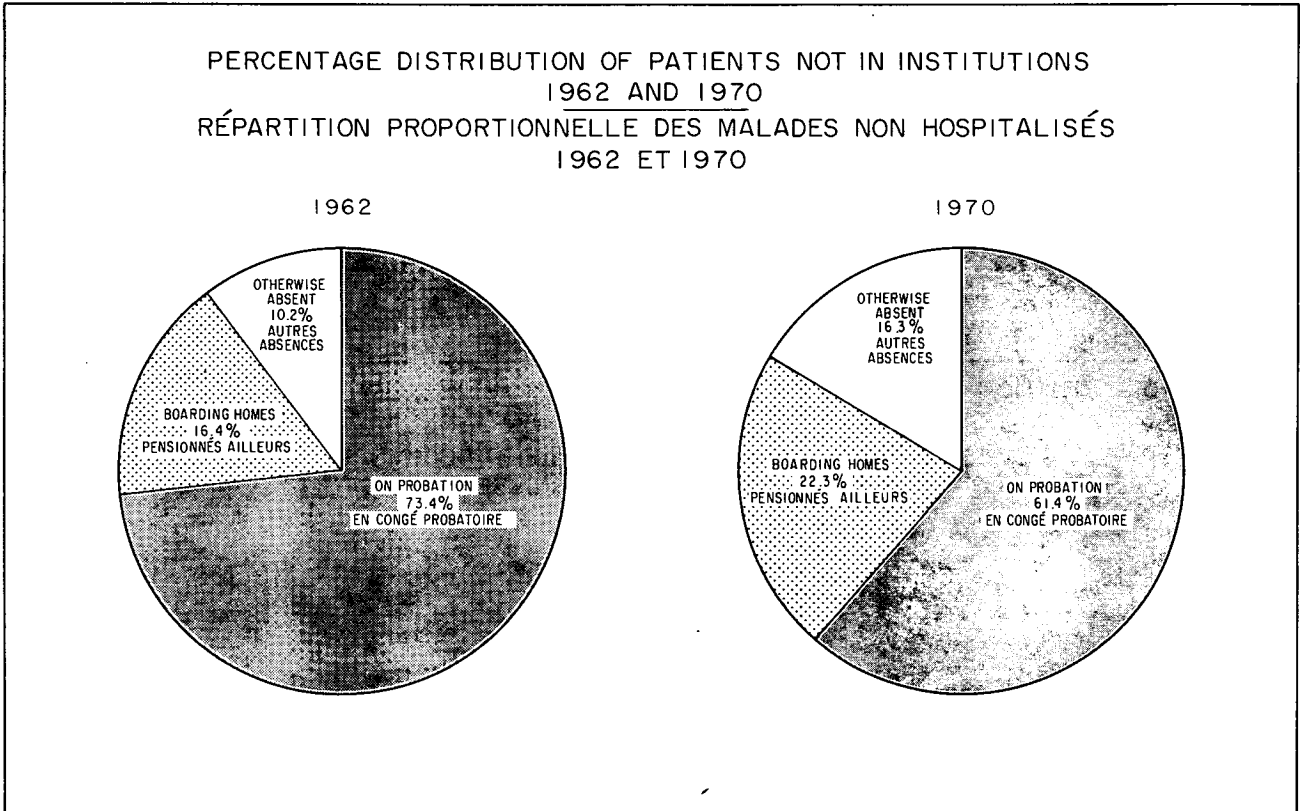 PERCENTAGE DISTRIBUTION OF PATIENTS NOT IN INSTITUTIONS
1962 AND 1970
RÉPARTITION PROPORTIONNELLE DES MALADES NON HOSPITALISÉS
1962 ET 1970
1962
OTHERWISE
ABSENT
10.2%
AUTRES
ABSENCES
BOARDING HOMES
16.4%
PENSIONNÉS AILLEURS
ON PROBATION
73.4%
EN CONGÉ PROBATOIRE
1970
OTHERWISE
ABSENT
16.3%
AUTRES
ABSENCES
BOARDING HOMES
22.3%
PENSIONNÉS AILLEURS
ON PROBATION
61.4%
EN CONGÉ PROBATOIRE